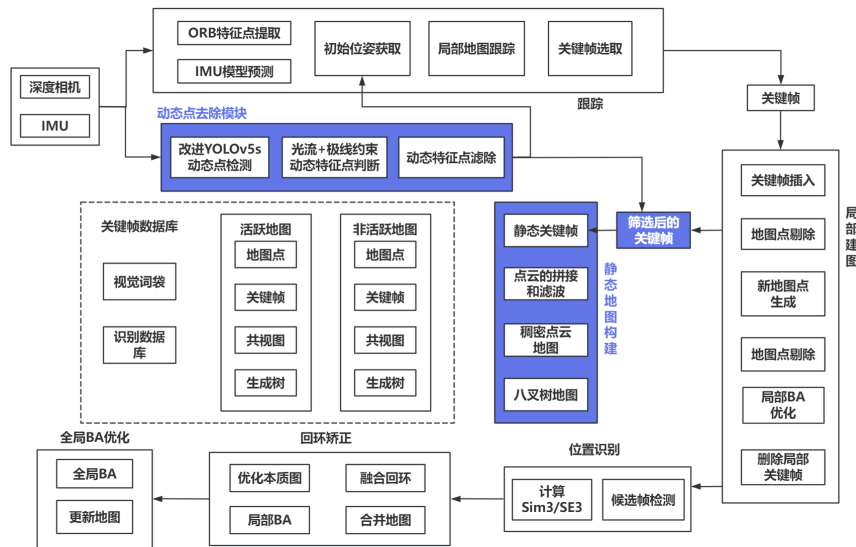 ORB特征点提取
IMU模型预测
初始位姿获取
局部地图跟踪
关键帧选取
跟踪
深度相机
IMU
动态点去除模块
改进YOLOv5s
动态点检测
光流+极线约束
动态特征点判断
动态特征点滤除
关键帧
关键帧插入
地图点剔除
新地图点
生成
地图点剔除
局部BA
优化
删除局部
关键帧
局部建图
筛选后的
关键帧
静态关键帧
点云的拼接
和滤波
稠密点云
地图
八叉树地图
静态地图构建
关键帧数据库
视觉词袋
识别数据
库
活跃地图
地图点
关键帧
共视图
生成树
非活跃地图
地图点
关键帧
共视图
生成树
位置识别
计算
Sim3/SE3
候选帧检测
回环矫正
优化本质图
融合回环
局部BA
合并地图
全局BA优化
全局BA
更新地图